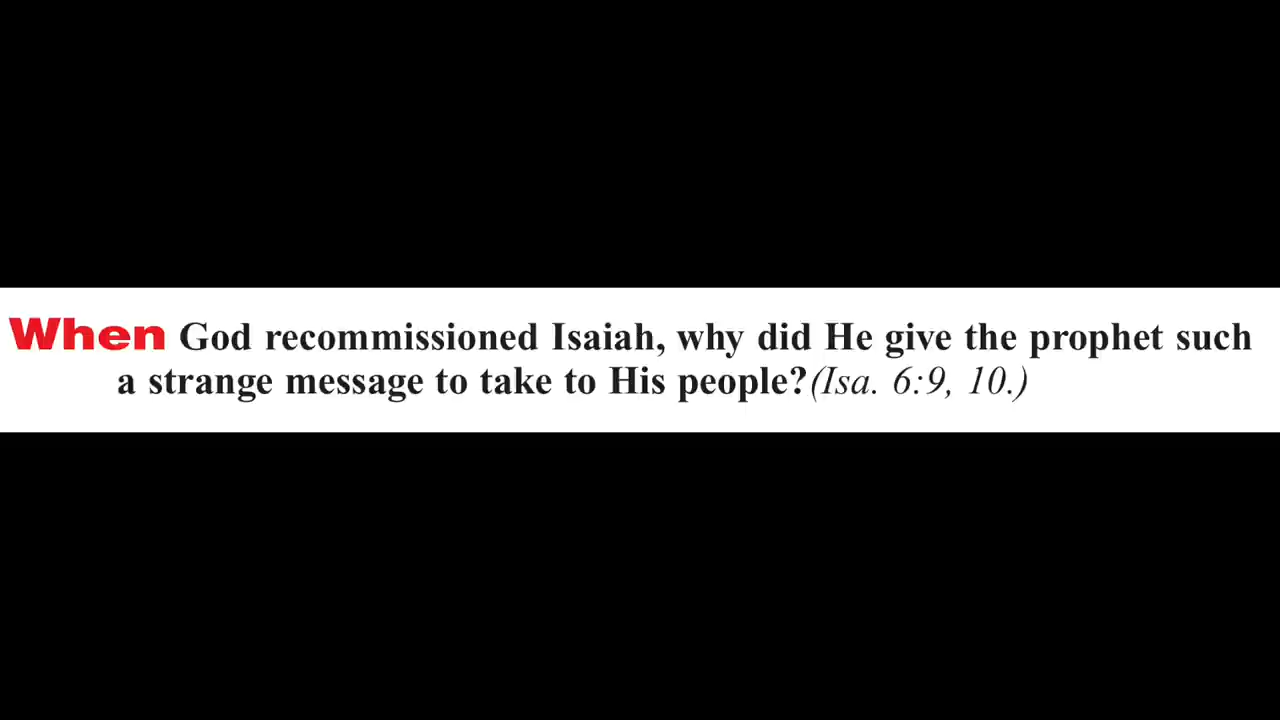 When God recommissioned Isaiah, why did He give the prophet such
a strange message to take to His people?(Isa. 6:9, 10.)